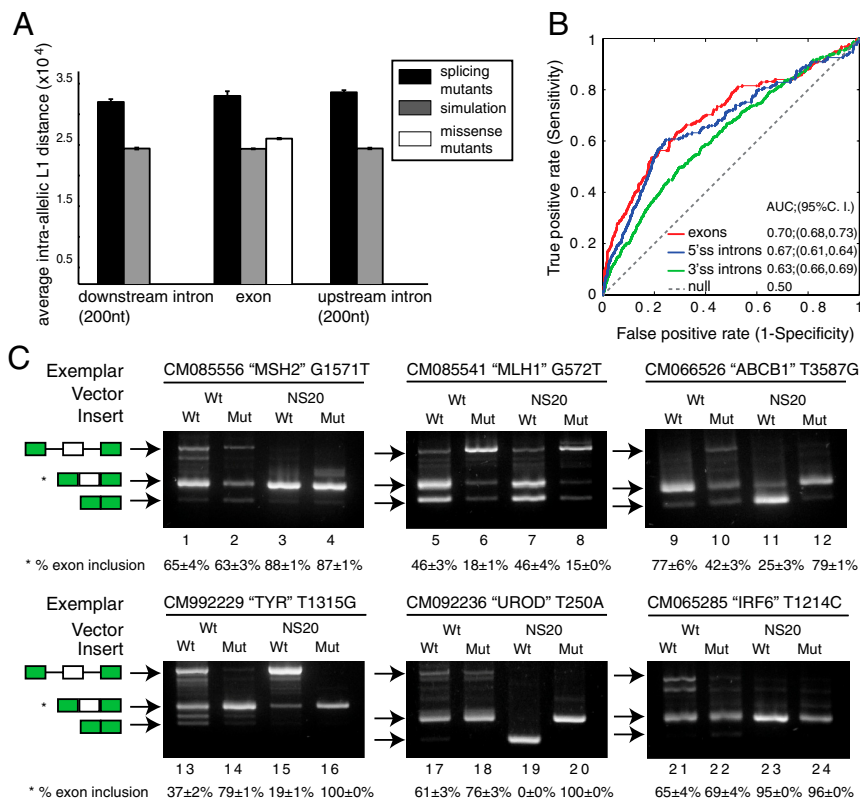 A
average intra-allelic L1 distance (x10⁴)
3.5
2.5
1.5
0.5
splicing mutants
simulation
missense mutants
downstream intron (200nt)
exon
upstream intron (200nt)
B
True positive rate (Sensitivity)
1
0.8
0.6
0.4
0.2
0
AUC;(95%C. I.)
exons 0.70;(0.68,0.73)
5'ss introns 0.67;(0.61,0.64)
3'ss introns 0.63;(0.66,0.69)
null 0.50
0 0.2 0.4 0.6 0.8 1
False positive rate (1-Specificity)
C
Exemplar CM085556 "MSH2" G1571T CM085541 "MLH1" G572T CM066526 "ABCB1" T3587G
Vector Wt NS20 Wt NS20 Wt NS20
Insert Wt Mut Wt Mut Wt Mut Wt Mut Wt Mut Wt Mut
*
1 2 3 4 5 6 7 8 9 10 11 12
* % exon inclusion 65±4% 63±3% 88±1% 87±1% 46±3% 18±1% 46±4% 15±0% 77±6% 42±3% 25±3% 79±1%
Exemplar CM992229 "TYR" T1315G CM092236 "UROD" T250A CM065285 "IRF6" T1214C
Vector Wt NS20 Wt NS20 Wt NS20
Insert Wt Mut Wt Mut Wt Mut Wt Mut Wt Mut Wt Mut
*
13 14 15 16 17 18 19 20 21 22 23 24
* % exon inclusion 37±2% 79±1% 19±1% 100±0% 61±3% 76±3% 0±0% 100±0% 65±4% 69±4% 95±0% 96±0%